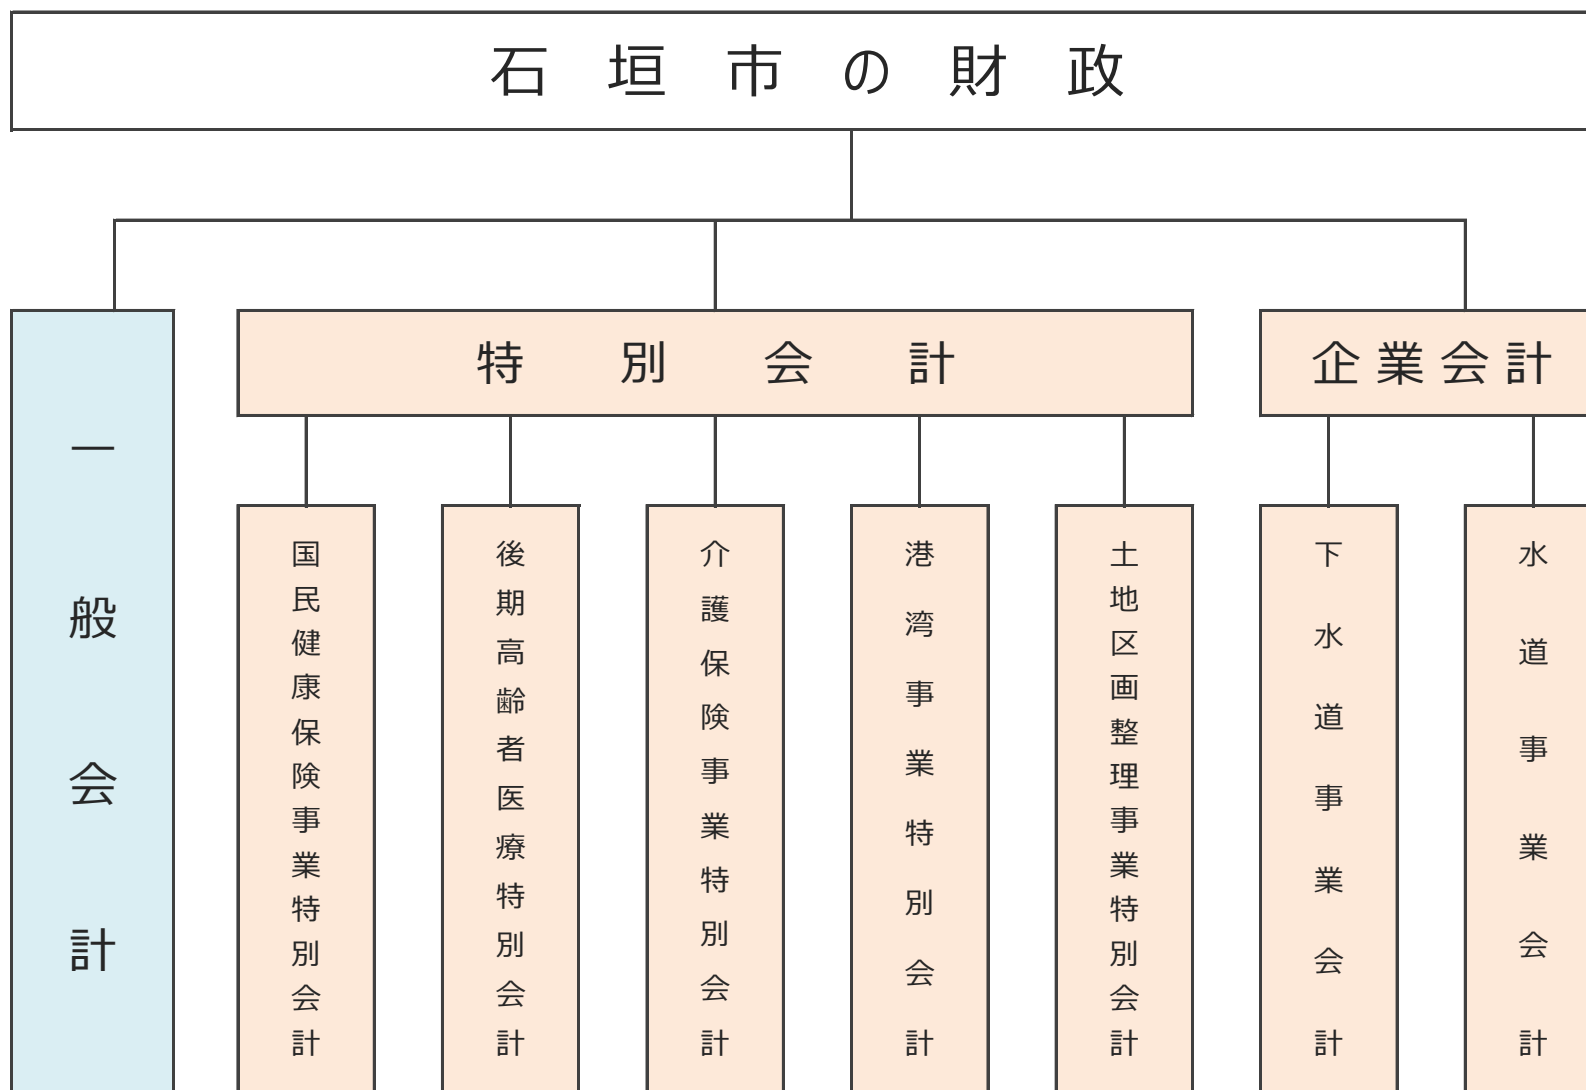 石垣市の財政
一般会計
特別会計
企業会計
国民健康保険事業特別会計
後期高齢者医療特別会計
介護保険事業特別会計
港湾事業特別会計
土地区画整理事業特別会計
下水道事業会計
水道事業会計